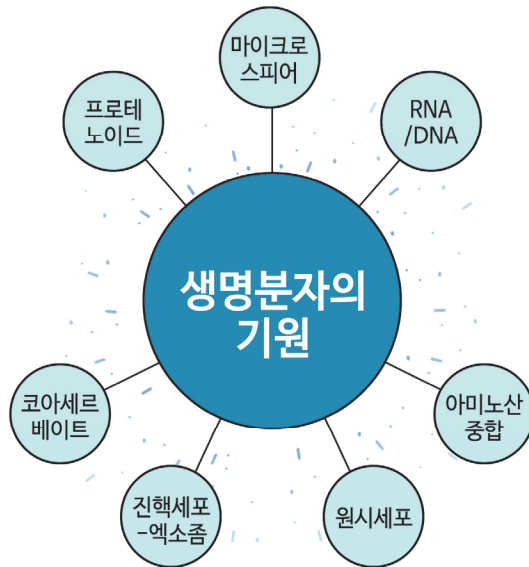 마이크로
스피어
프로테
노이드
RNA
/DNA
생명분자의
기원
코아세르
베이트
아미노산
중합
진핵세포
-엑소좀
원시세포